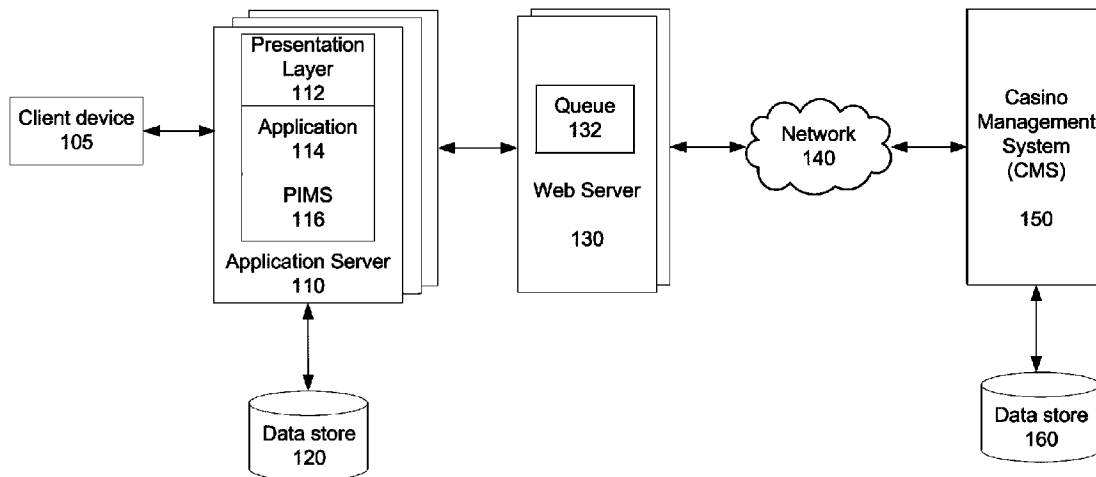 Client device
105
Presentation
Layer
112
Application
114
PIMS
116
Application Server
110
Data store
120
Queue
132
Web Server
130
Network
140
Casino
Management
System
(CMS)
150
Data store
160